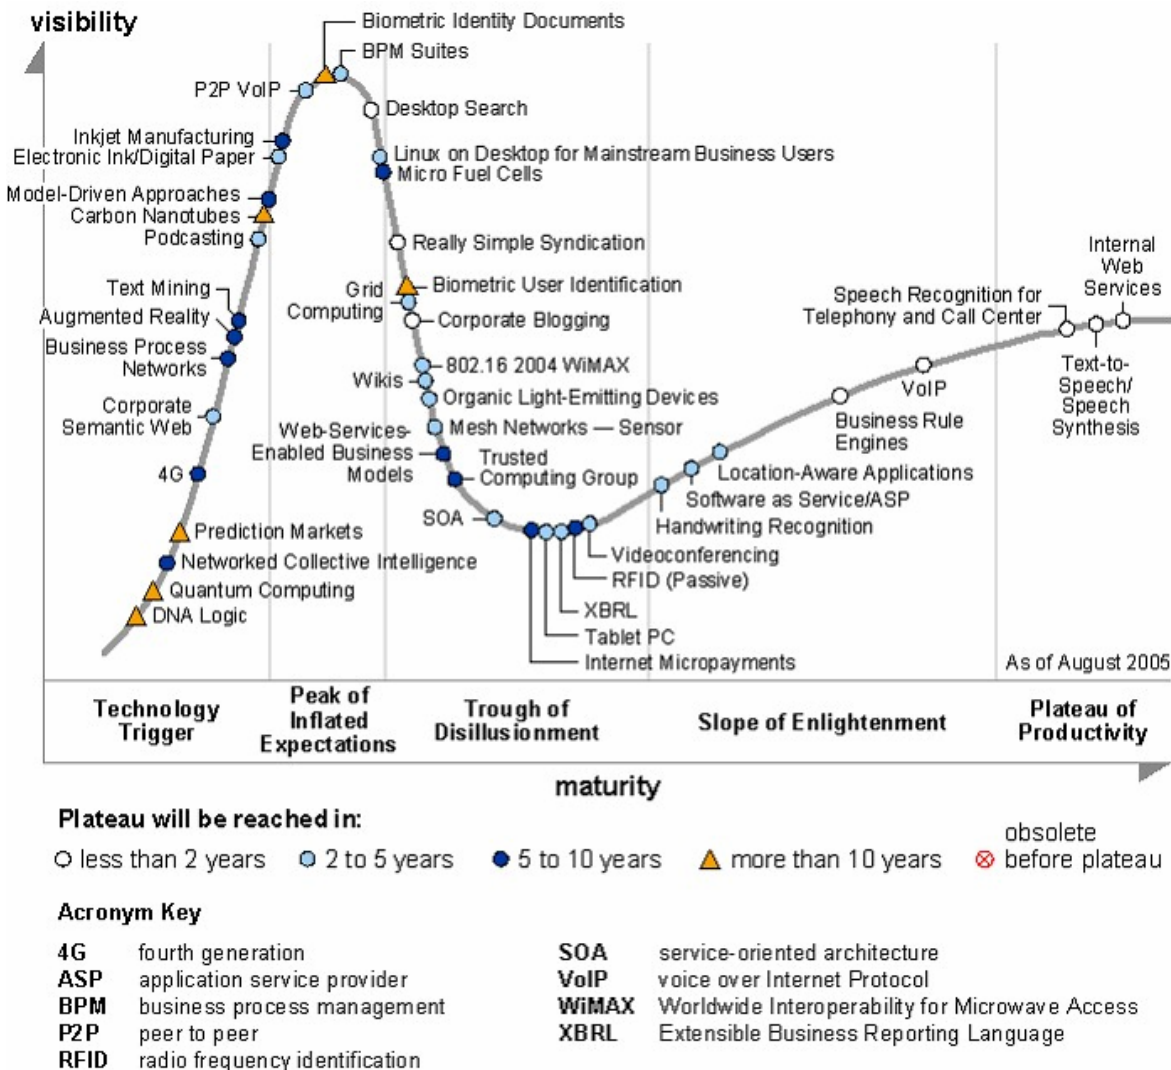 visibility
Biometric Identity Documents
BPM Suites
P2P VoIP
Desktop Search
Inkjet Manufacturing
Electronic Ink/Digital Paper
Linux on Desktop for Mainstream Business Users
Micro Fuel Cells
Model-Driven Approaches
Carbon Nanotubes
Podcasting
Really Simple Syndication
Internal
Web
Services
Text Mining
Augmented Reality
Business Process
Networks
Grid
Computing
Biometric User Identification
Corporate Blogging
Speech Recognition for
Telephony and Call Center
802.16 2004 WiMAX
Wikis
Organic Light-Emitting Devices
VoIP
Text-to-
Speech/
Speech
Synthesis
Corporate
Semantic Web
Mesh Networks — Sensor
Business Rule
Engines
Web-Services-
Enabled Business
Models
Trusted
Computing Group
4G
Location-Aware Applications
Software as Service/ASP
Handwriting Recognition
SOA
Prediction Markets
Networked Collective Intelligence
Quantum Computing
DNA Logic
Videoconferencing
RFID (Passive)
XBRL
Tablet PC
Internet Micropayments
As of August 2005
Technology
Trigger
Peak of
Inflated
Expectations
Trough of
Disillusionment
Slope of Enlightenment
Plateau of
Productivity
maturity
Plateau will be reached in:
less than 2 years
2 to 5 years
5 to 10 years
more than 10 years
obsolete
before plateau
Acronym Key
4G fourth generation
ASP application service provider
BPM business process management
P2P peer to peer
RFID radio frequency identification
SOA service-oriented architecture
VoIP voice over Internet Protocol
WiMAX Worldwide Interoperability for Microwave Access
XBRL Extensible Business Reporting Language